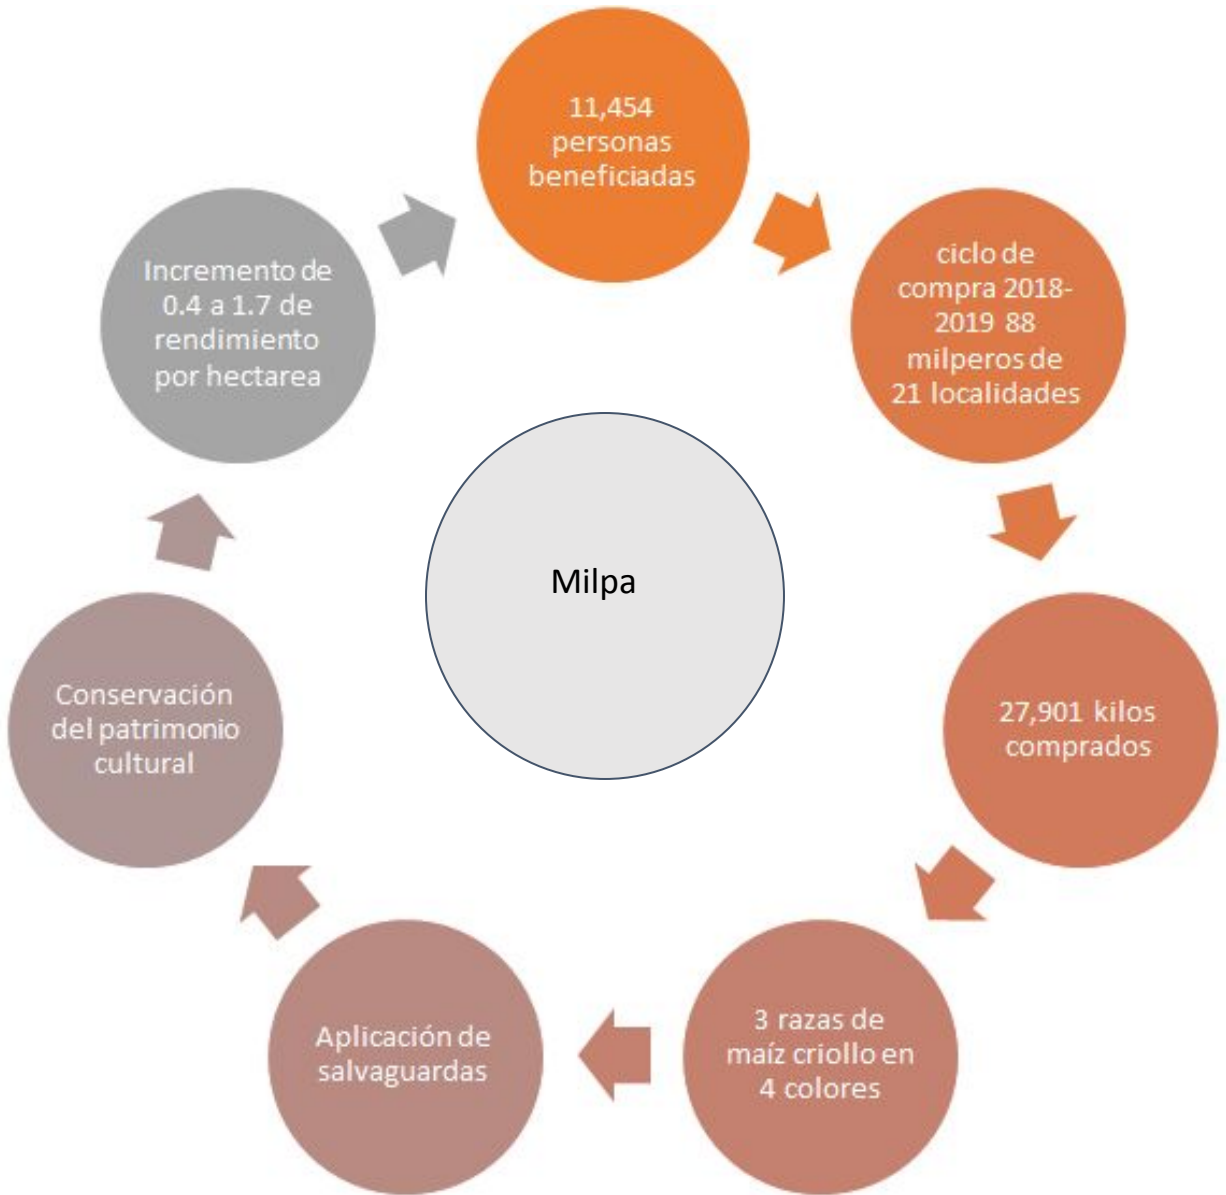 11,454
personas
beneficiadas
ciclo de
compra 2018-
2019 88
milperos de
21 localidades
27,901 kilos
comprados
3 razas de
maíz criollo en
4 colores
Aplicación de
salvaguardas
Conservación
del patrimonio
cultural
Incremento de
0.4 a 1.7 de
rendimiento
por hectarea
Milpa